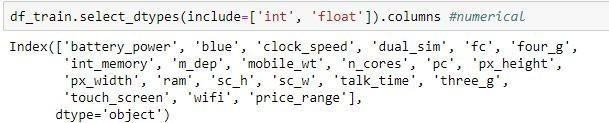 df_train.select_dtypes(include=['int', 'float']).columns #numerical
Index(['battery_power', 'blue', 'clock_speed', 'dual_sim', 'fc', 'four_g',
'int_memory', 'm_dep', 'mobile_wt', 'n_cores', 'pc', 'px_height',
'px_width', 'ram', 'sc_h', 'sc_w', 'talk_time', 'three_g',
'touch_screen', 'wifi', 'price_range'],
dtype='object')